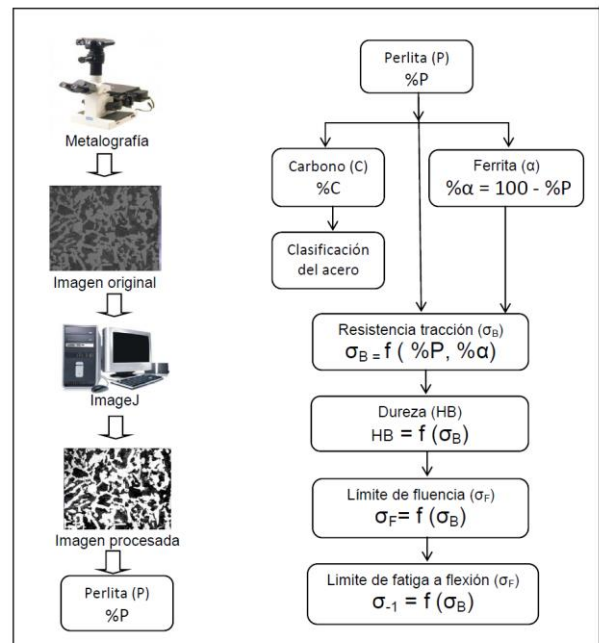 Metalografía
Imagen original
ImageJ
Imagen procesada
Perlita (P)
%P
Perlita (P)
%P
Carbono (C)
%C
Ferrita (α)
%α = 100 - %P
Clasificación
del acero
Resistencia tracción (σB)
σB = f ( %P, %α)
Dureza (HB)
HB = f (σB)
Límite de fluencia (σF)
σF= f (σB)
Limite de fatiga a flexión (σF)
σ-1 = f (σB)